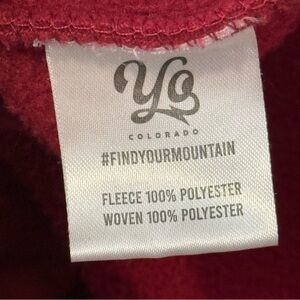 Yo
COLORADO
#FINDYOURMOUNTAIN
FLEECE 100% POLYESTER
WOVEN 100% POLYESTER